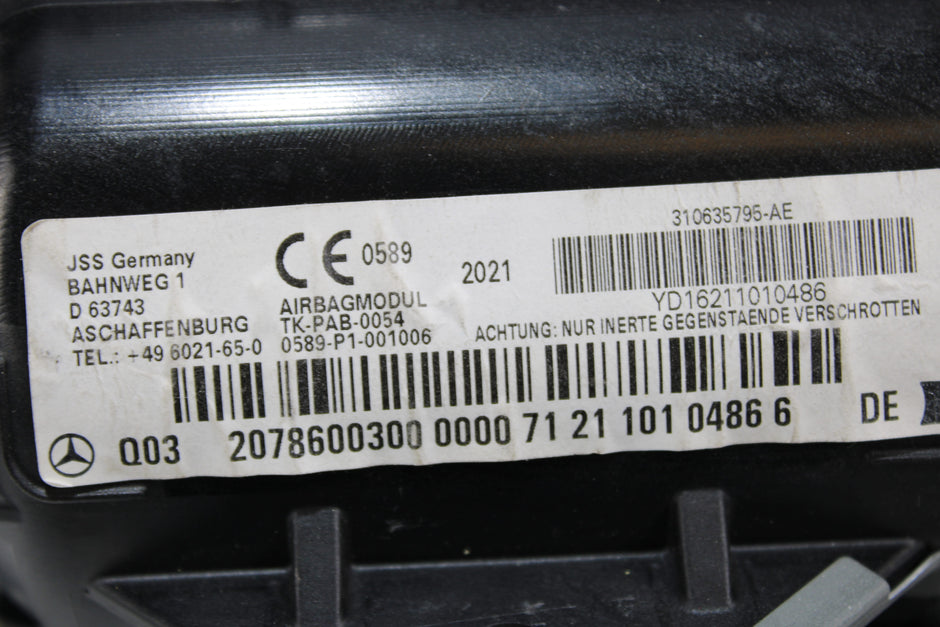 JSS Germany
BAHNWEG 1
D 63743
ASCHAFFENBURG
TEL.: +49 6021-65-0
CE 0589
AIRBAGMODUL
TK-PAB-0054
0589-P1-001006
2021
310635795-AE
YD16211010486
ACHTUNG: NUR INERTE GEGENSTAENDE VERSCHROTTEN
Q03 2078600300 0000 71 21 101 0486 6 DE